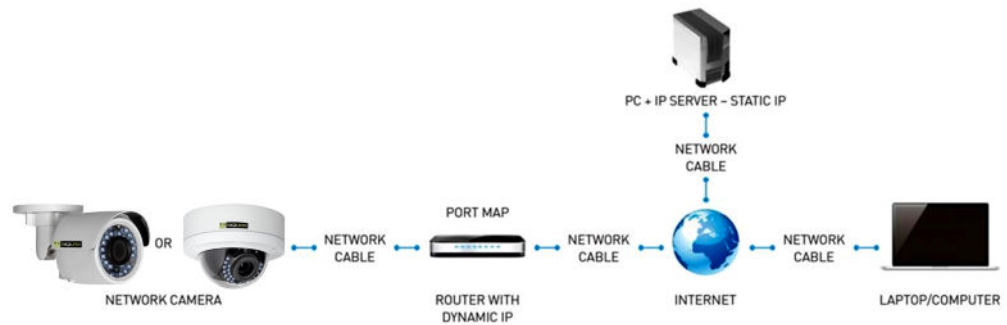 PC + IP SERVER – STATIC IP
NETWORK
CABLE
PORT MAP
OR
NETWORK
CABLE
NETWORK
CABLE
NETWORK
CABLE
NETWORK CAMERA
ROUTER WITH
DYNAMIC IP
INTERNET
LAPTOP/COMPUTER